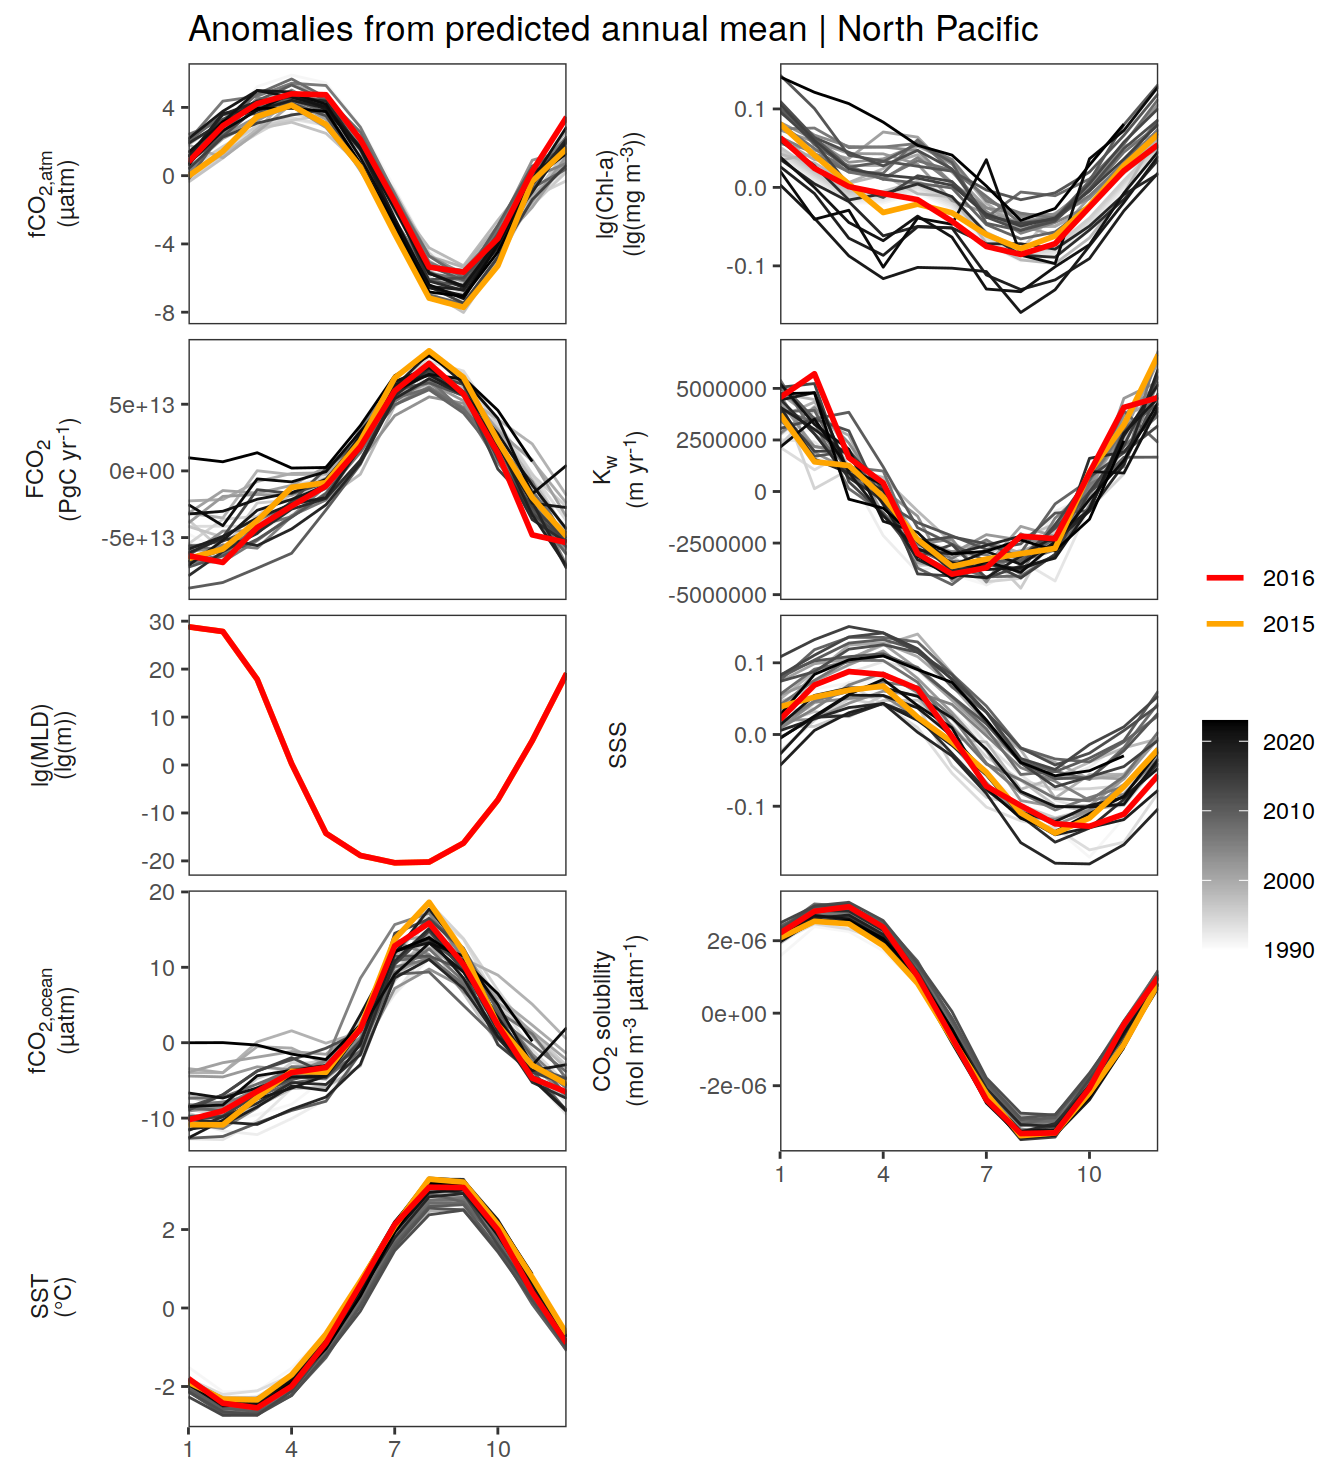 Anomalies from predicted annual mean | North Pacific
fCO2,atm
(µatm)
4
0
-4
-8
lg(Chl-a)
(lg(mg m-3))
0.1
0.0
-0.1
FCO2
(PgC yr-1)
5e+13
0e+00
-5e+13
Kw
(m yr-1)
5000000
2500000
0
-2500000
-5000000
lg(MLD)
(lg(m))
30
20
10
0
-10
-20
SSS
0.1
0.0
-0.1
fCO2,ocean
(µatm)
20
10
0
-10
CO2 solubility
(mol m-3 µatm-1)
2e-06
0e+00
-2e-06
1
4
7
10
SST
(°C)
2
0
-2
1
4
7
10
2016
2015
2020
2010
2000
1990